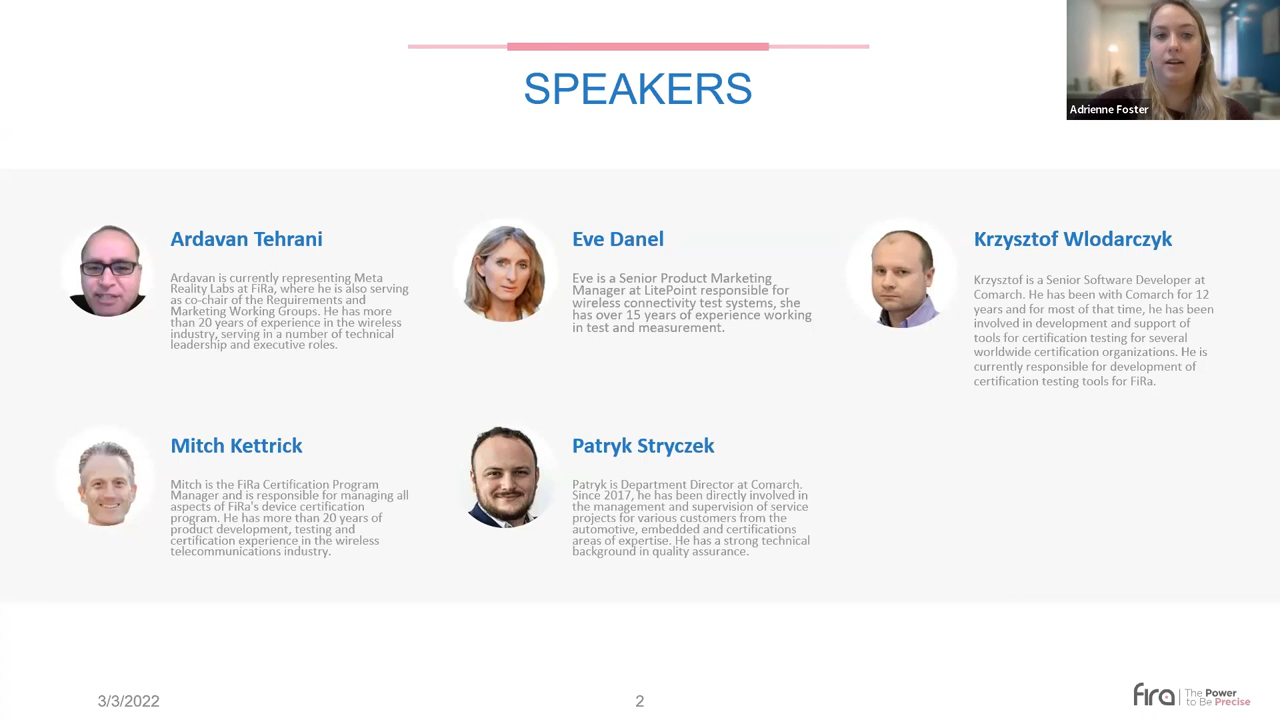 SPEAKERS
Adrienne Foster
Ardavan Tehrani
Ardavan is currently representing Meta
Reality Labs at FiRa, where he is also serving
as co-chair of the Requirements and
Marketing Working Groups. He has more
than 20 years of experience in the wireless
industry, serving in a number of technical
leadership and executive roles.
Eve Danel
Eve is a Senior Product Marketing
Manager at LitePoint responsible for
wireless connectivity test systems, she
has over 15 years of experience working
in test and measurement.
Krzysztof Wlodarczyk
Krzysztof is a Senior Software Developer at
Comarch. He has been with Comarch for 12
years and for most of that time, he has been
involved in development and support of
tools for certification testing for several
worldwide certification organizations. He is
currently responsible for development of
certification testing tools for FiRa.
Mitch Kettrick
Mitch is the FiRa Certification Program
Manager and is responsible for managing all
aspects of FiRa's device certification
program. He has more than 20 years of
product development, testing and
certification experience in the wireless
telecommunications industry.
Patryk Stryczek
Patryk is Department Director at Comarch.
Since 2017, he has been directly involved in
the management and supervision of service
projects for various customers from the
automotive, embedded and certifications
areas of expertise. He has a strong technical
background in quality assurance.
3/3/2022
2
fira
The Power
to Be Precise